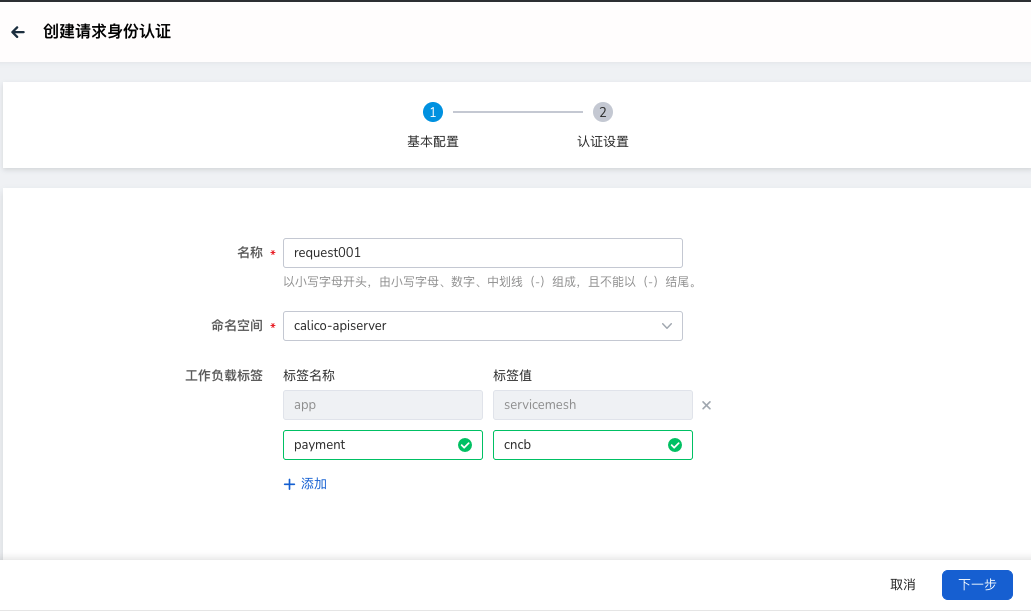 创建请求身份认证
1
2
基本配置
认证设置
名称 * request001
以小写字母开头，由小写字母、数字、中划线（-）组成，且不能以（-）结尾。
命名空间 * calico-apiserver
工作负载标签 标签名称 标签值
app servicemesh
payment cncb
添加
取消 下一步